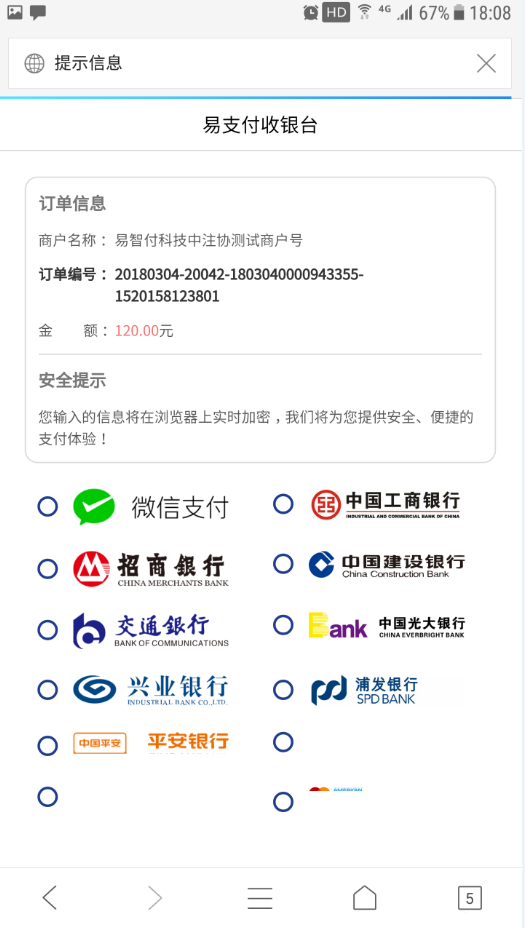 HD 4G 67% 18:08
提示信息
易支付收银台
订单信息
商户名称： 易智付科技中注协测试商户号
订单编号： 20180304-20042-1803040000943355-
1520158123801
金 额： 120.00元
安全提示
您输入的信息将在浏览器上实时加密，我们将为您提供安全、便捷的
支付体验！
微信支付
中国工商银行
INDUSTRIAL AND COMMERCIAL BANK OF CHINA
招商银行
CHINA MERCHANTS BANK
中国建设银行
China Construction Bank
交通银行
BANK OF COMMUNICATIONS
Bank 中国光大银行
CHINA EVERBRIGHT BANK
兴业银行
INDUSTRIAL BANK CO.,LTD.
浦发银行
SPD BANK
中国平安 平安银行
AMERICAN
5